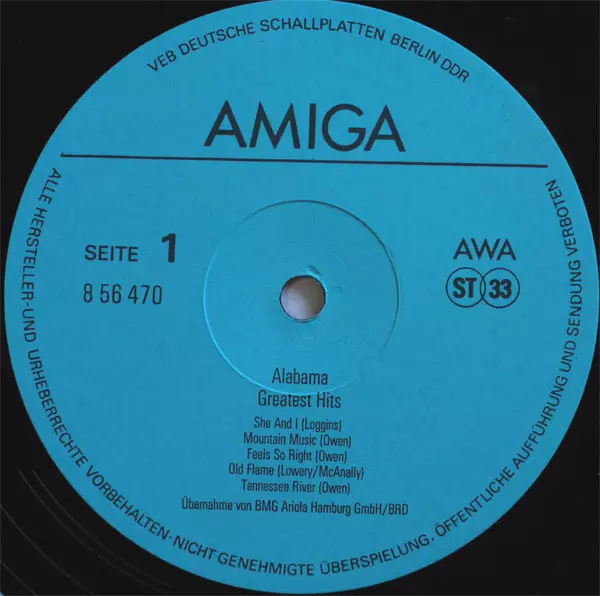 VEB DEUTSCHE SCHALLPLATTEN BERLIN DDR
AMIGA
SEITE 1
8 56 470
AWA
ST 33
Alabama
Greatest Hits
She And I (Loggins)
Mountain Music (Owen)
Feels So Right (Owen)
Old Flame (Lowery/McAnally)
Tennessee River (Owen)
Übernahme von BMG Ariola Hamburg GmbH/BRD
ALLE HERSTELLER-UND URHEBERRECHTE VORBEHALTEN·NICHT GENEHMIGTE ÜBERSPIELUNG, ÖFFENTLICHE AUFFÜHRUNG UND SENDUNG VERBOTEN